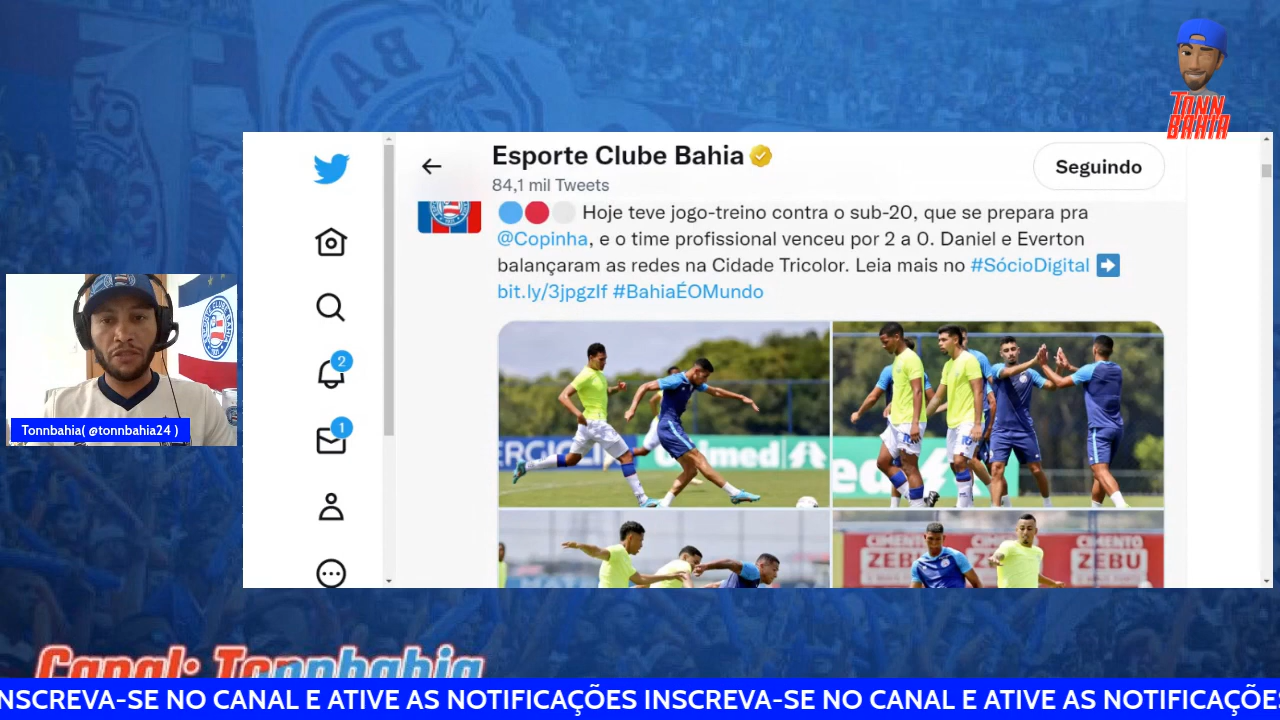 TONN
BAHIA
Esporte Clube Bahia
84,1 mil Tweets
Seguindo
Hoje teve jogo-treino contra o sub-20, que se prepara pra
@Copinha, e o time profissional venceu por 2 a 0. Daniel e Everton
balançaram as redes na Cidade Tricolor. Leia mais no #SócioDigital
bit.ly/3jpgzIf #BahiaÉOMundo
2
1
Unimed
CIMENTO
ZEBU
CIMENTO
ZEBU
Tonnbahia( @tonnbahia24 )
Canal: Tonnbahia
NSCREVA-SE NO CANAL E ATIVE AS NOTIFICAÇÕES INSCREVA-SE NO CANAL E ATIVE AS NOTIFICAÇÕES